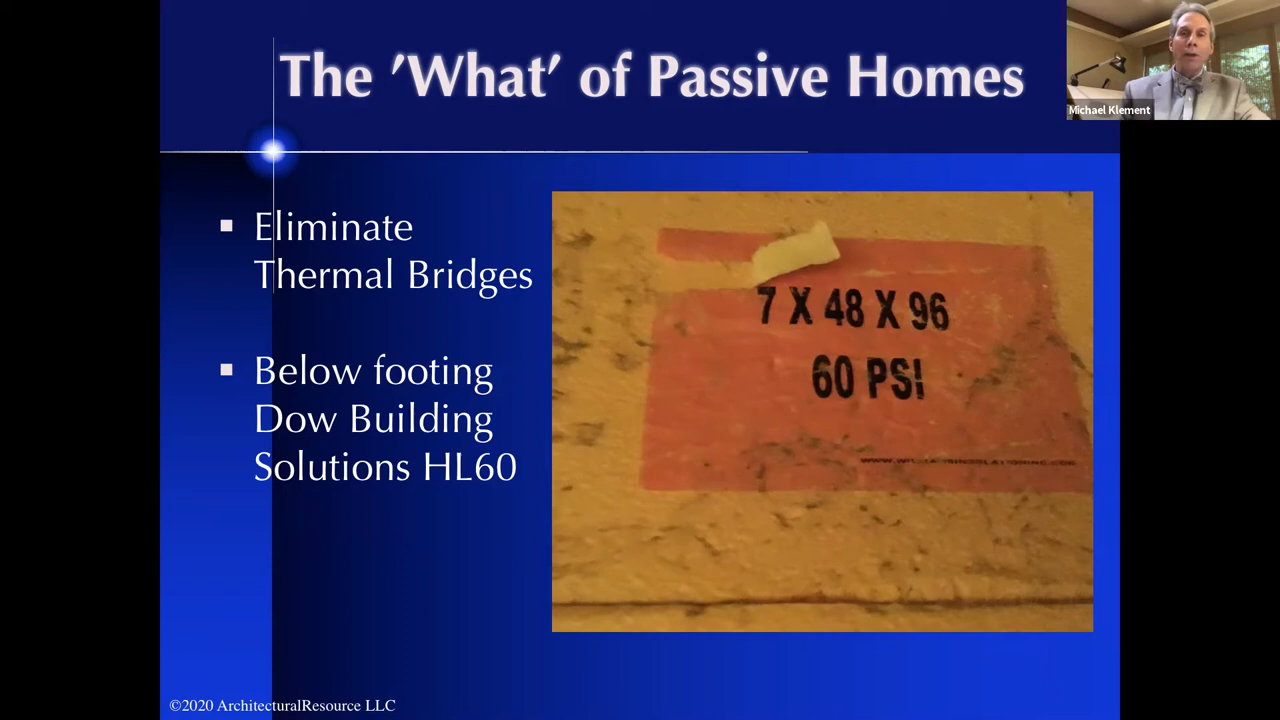 The 'What' of Passive Homes
Michael Klement
Eliminate
Thermal Bridges
Below footing
Dow Building
Solutions HL60
7 X 48 X 96
60 PSI
©2020 ArchitecturalResource LLC